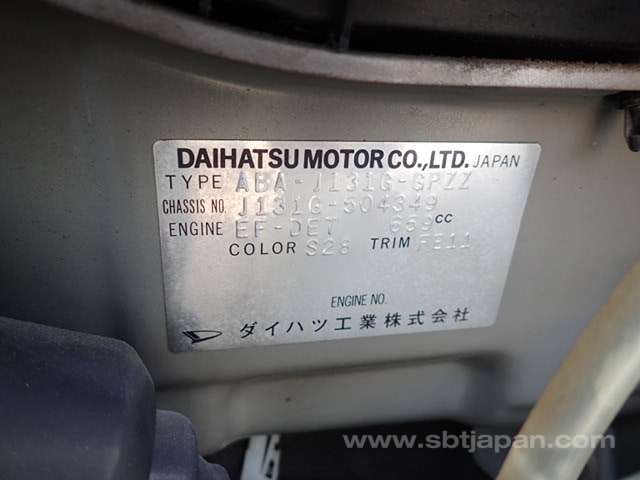 DAIHATSU MOTOR CO.,LTD. JAPAN
TYPE ABA-J131G-GPZZ
CHASSIS NO. J131G-504349
ENGINE EF-DET 659cc
COLOR S28 TRIM FE11
ENGINE NO.
ダイハツ工業株式会社
www.sbtjapan.com